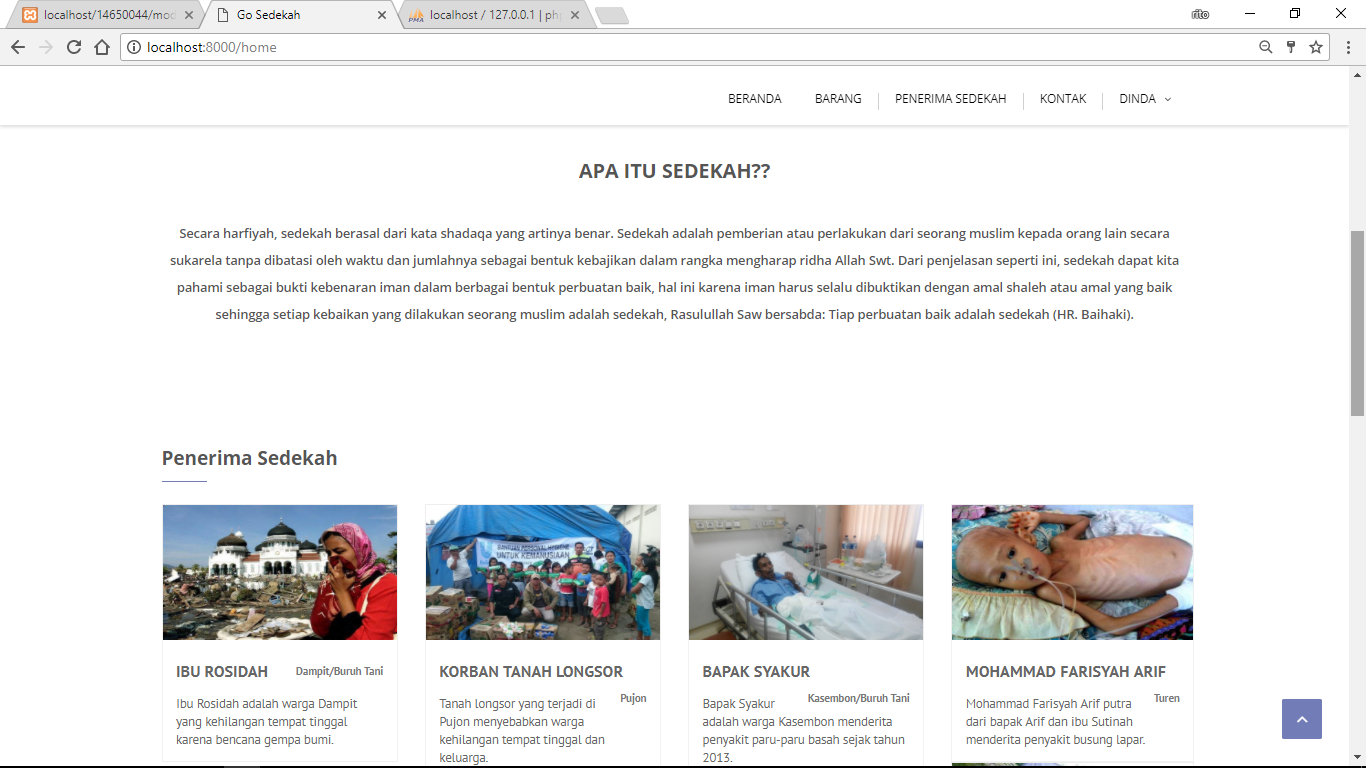 localhost/14650044/mod
Go Sedekah
localhost / 127.0.0.1 | ph
rito
localhost:8000/home
BERANDA BARANG PENERIMA SEDEKAH KONTAK DINDA
APA ITU SEDEKAH??
Secara harfiyah, sedekah berasal dari kata shadaqa yang artinya benar. Sedekah adalah pemberian atau perlakukan dari seorang muslim kepada orang lain secara
sukarela tanpa dibatasi oleh waktu dan jumlahnya sebagai bentuk kebajikan dalam rangka mengharap ridha Allah Swt. Dari penjelasan seperti ini, sedekah dapat kita
pahami sebagai bukti kebenaran iman dalam berbagai bentuk perbuatan baik, hal ini karena iman harus selalu dibuktikan dengan amal shaleh atau amal yang baik
sehingga setiap kebaikan yang dilakukan seorang muslim adalah sedekah, Rasulullah Saw bersabda: Tiap perbuatan baik adalah sedekah (HR. Baihaki).
Penerima Sedekah
BANTUAN PERSONAL HYGIENE
UNTUK KEMANUSIAAN
IBU ROSIDAH Dampit/Buruh Tani
Ibu Rosidah adalah warga Dampit
yang kehilangan tempat tinggal
karena bencana gempa bumi.
KORBAN TANAH LONGSOR
Pujon
Tanah longsor yang terjadi di
Pujon menyebabkan warga
kehilangan tempat tinggal dan
keluarga.
BAPAK SYAKUR
Kasembon/Buruh Tani
Bapak Syakur
adalah warga Kasembon menderita
penyakit paru-paru basah sejak tahun
2013.
MOHAMMAD FARISYAH ARIF
Turen
Mohammad Farisyah Arif putra
dari bapak Arif dan ibu Sutinah
menderita penyakit busung lapar.